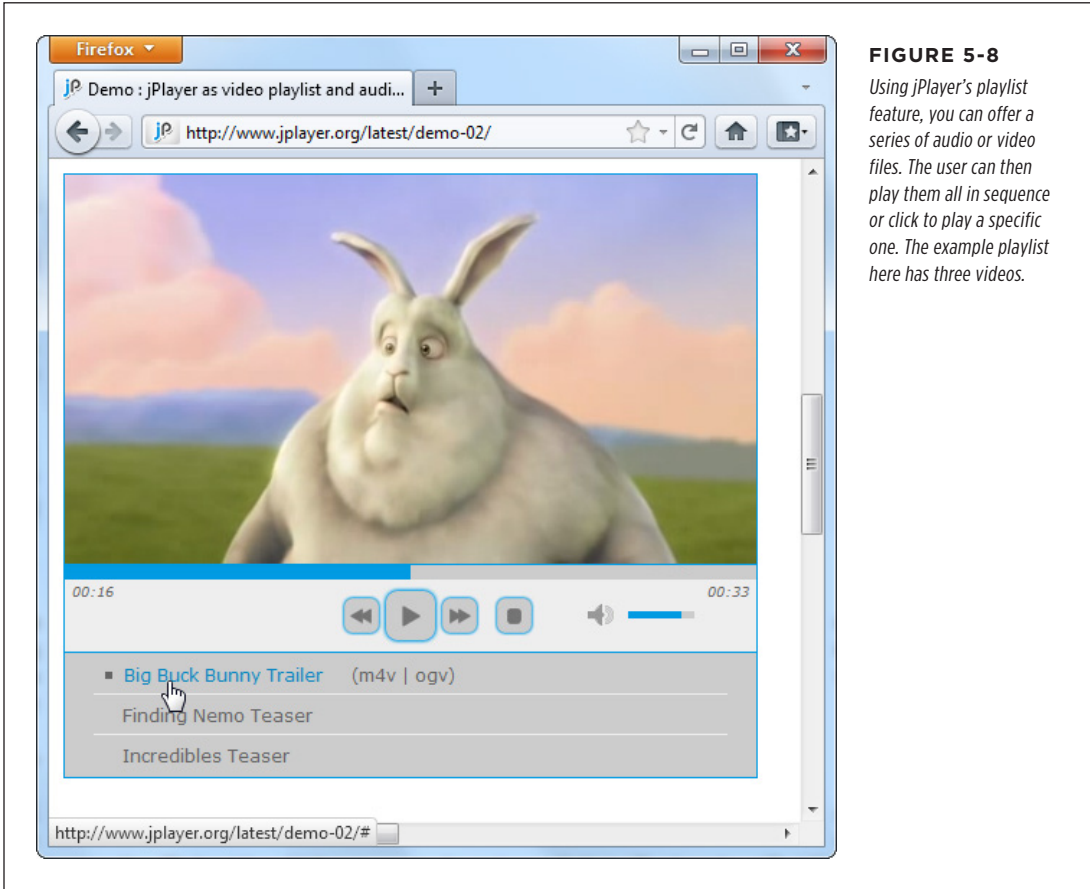 Firefox
jP Demo : jPlayer as video playlist and audi...
jP http://www.jplayer.org/latest/demo-02/
00:16
00:33
Big Buck Bunny Trailer (m4v | ogv)
Finding Nemo Teaser
Incredibles Teaser
http://www.jplayer.org/latest/demo-02/#
FIGURE 5-8
Using jPlayer’s playlist
feature, you can offer a
series of audio or video
files. The user can then
play them all in sequence
or click to play a specific
one. The example playlist
here has three videos.